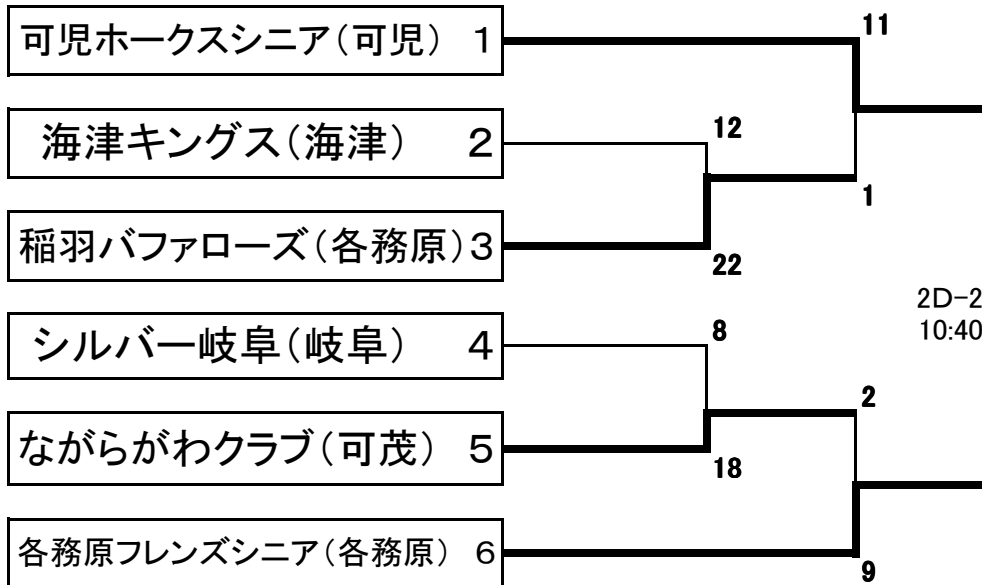 可児ホークスシニア(可児) 1
11
海津キングス(海津) 2
12
1
稲羽バファローズ(各務原) 3
22
2D-2
10:40
シルバー岐阜(岐阜) 4
8
2
ながらがわクラブ(可茂) 5
18
各務原フレンズシニア(各務原) 6
9